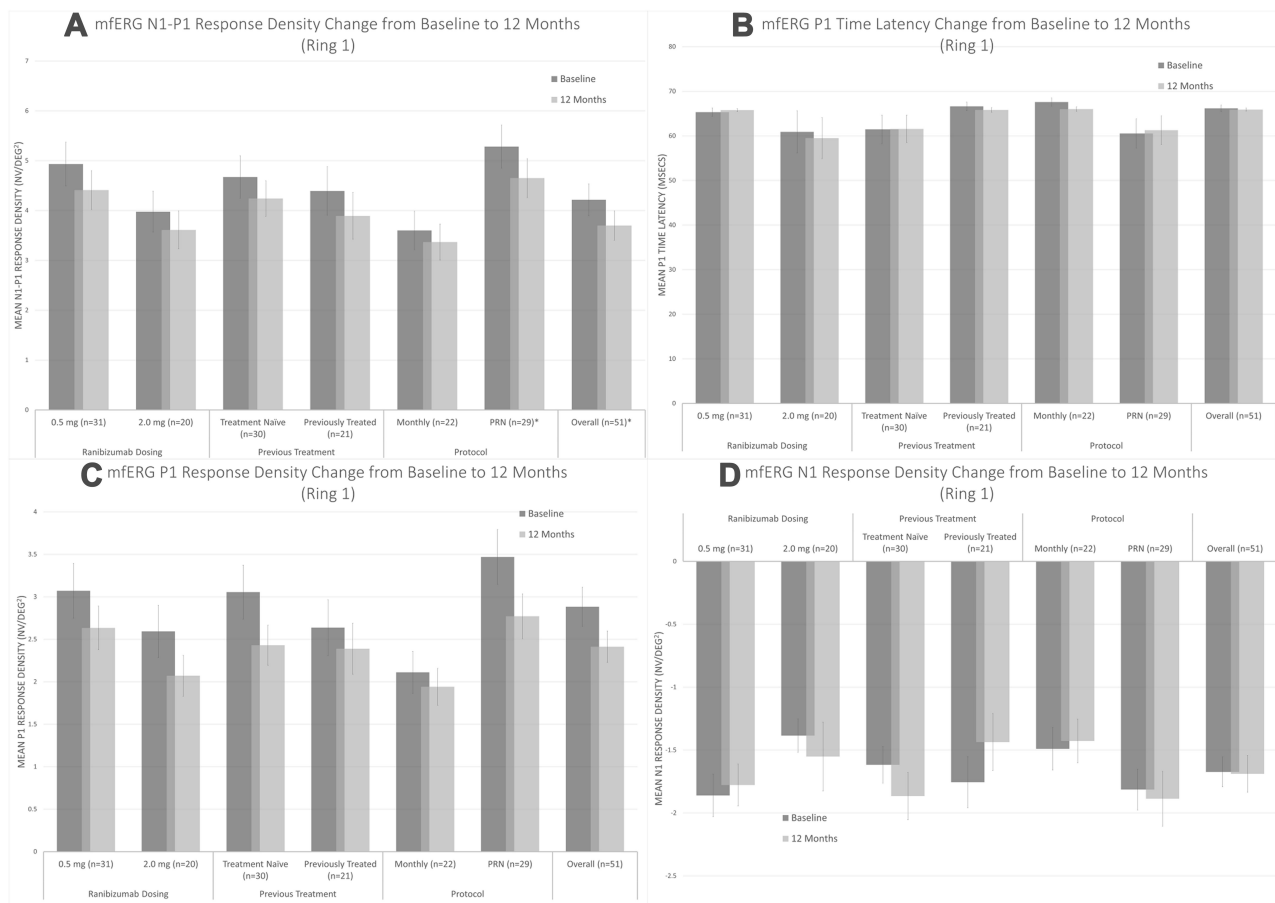 A mfERG N1-P1 Response Density Change from Baseline to 12 Months
(Ring 1)
MEAN N1-P1 RESPONSE DENSITY (NV/DEG²)
7
6
5
4
3
2
1
0
Baseline
12 Months
0.5 mg (n=31) 2.0 mg (n=20) Treatment Naïve (n=30) Previously Treated (n=21) Monthly (n=22) PRN (n=29)* Overall (n=51)*
Ranibizumab Dosing Previous Treatment Protocol
B mfERG P1 Time Latency Change from Baseline to 12 Months
(Ring 1)
MEAN P1 TIME LATENCY (MSECS)
80
70
60
50
40
30
20
10
0
Baseline
12 Months
0.5 mg (n=31) 2.0 mg (n=20) Treatment Naïve (n=30) Previously Treated (n=21) Monthly (n=22) PRN (n=29) Overall (n=51)
Ranibizumab Dosing Previous Treatment Protocol
C mfERG P1 Response Density Change from Baseline to 12 Months
(Ring 1)
MEAN P1 RESPONSE DENSITY (NV/DEG²)
4
3.5
3
2.5
2
1.5
1
0.5
0
Baseline
12 Months
0.5 mg (n=31) 2.0 mg (n=20) Treatment Naïve (n=30) Previously Treated (n=21) Monthly (n=22) PRN (n=29) Overall (n=51)
Ranibizumab Dosing Previous Treatment Protocol
D mfERG N1 Response Density Change from Baseline to 12 Months
(Ring 1)
Ranibizumab Dosing Previous Treatment Protocol
0.5 mg (n=31) 2.0 mg (n=20) Treatment Naïve (n=30) Previously Treated (n=21) Monthly (n=22) PRN (n=29) Overall (n=51)
MEAN N1 RESPONSE DENSITY (NV/DEG²)
0
-0.5
-1
-1.5
-2
-2.5
Baseline
12 Months